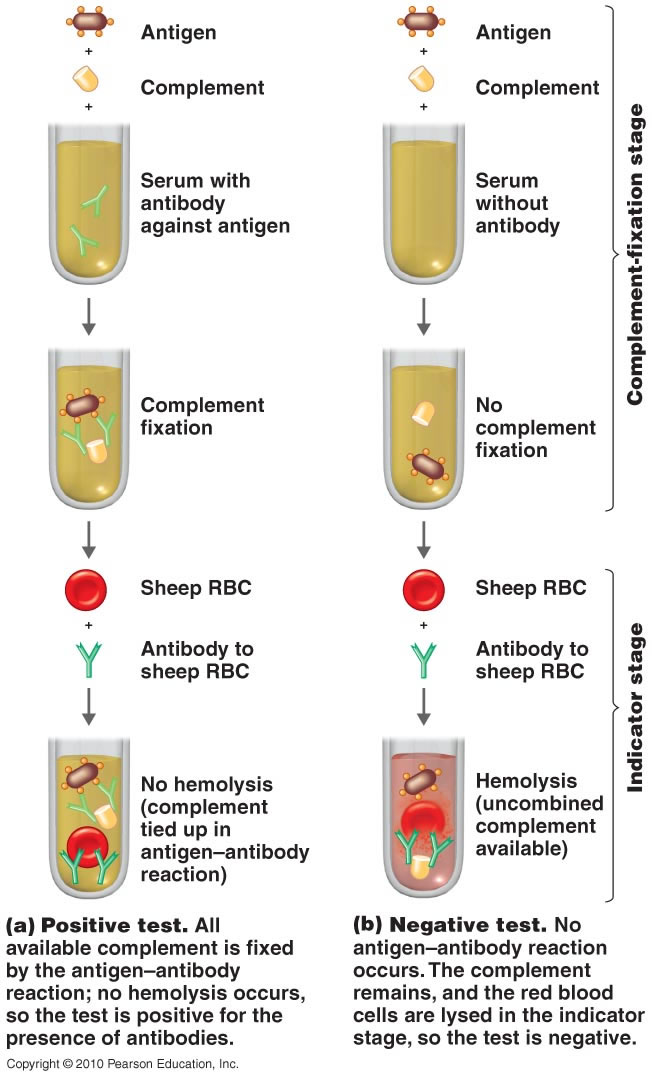 Antigen
+
Complement
+
Serum with
antibody
against antigen
Complement
fixation
Sheep RBC
+
Antibody to
sheep RBC
No hemolysis
(complement
tied up in
antigen–antibody
reaction)
(a) Positive test. All
available complement is fixed
by the antigen–antibody
reaction; no hemolysis occurs,
so the test is positive for the
presence of antibodies.
Antigen
+
Complement
+
Serum
without
antibody
No
complement
fixation
Sheep RBC
+
Antibody to
sheep RBC
Hemolysis
(uncombined
complement
available)
(b) Negative test. No
antigen–antibody reaction
occurs. The complement
remains, and the red blood
cells are lysed in the indicator
stage, so the test is negative.
Complement-fixation stage
Indicator stage
Copyright © 2010 Pearson Education, Inc.